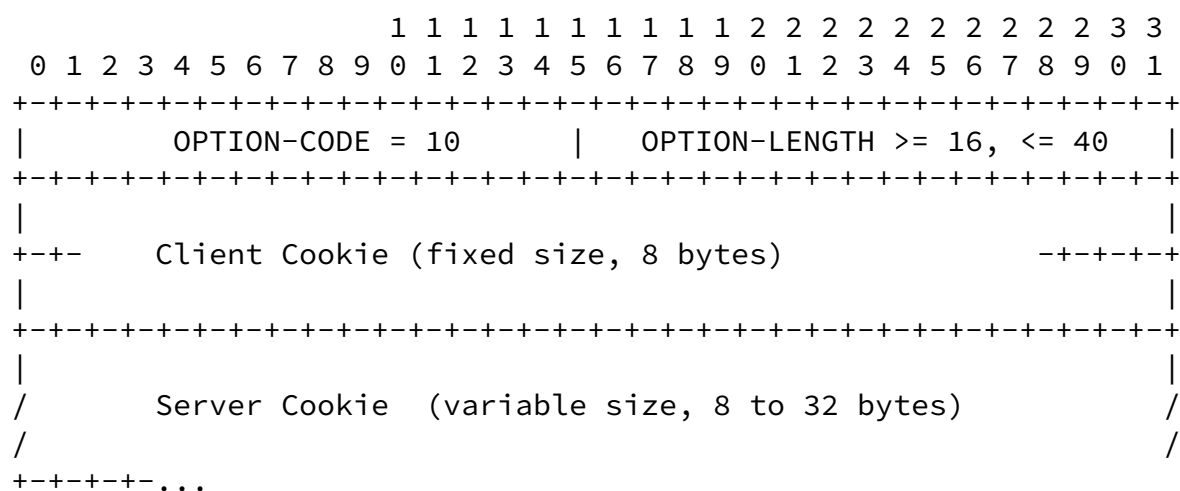 1 1 1 1 1 1 1 1 1 1 2 2 2 2 2 2 2 2 2 2 3 3
 0 1 2 3 4 5 6 7 8 9 0 1 2 3 4 5 6 7 8 9 0 1 2 3 4 5 6 7 8 9 0 1
+-+-+-+-+-+-+-+-+-+-+-+-+-+-+-+-+-+-+-+-+-+-+-+-+-+-+-+-+-+-+-+-+
|        OPTION-CODE = 10      |   OPTION-LENGTH >= 16, <= 40   |
+-+-+-+-+-+-+-+-+-+-+-+-+-+-+-+-+-+-+-+-+-+-+-+-+-+-+-+-+-+-+-+-+
|                                                               |
+-+-    Client Cookie (fixed size, 8 bytes)              -+-+-+-+
|                                                               |
+-+-+-+-+-+-+-+-+-+-+-+-+-+-+-+-+-+-+-+-+-+-+-+-+-+-+-+-+-+-+-+-+
|                                                               |
/       Server Cookie  (variable size, 8 to 32 bytes)           /
/                                                               /
+-+-+-+-...